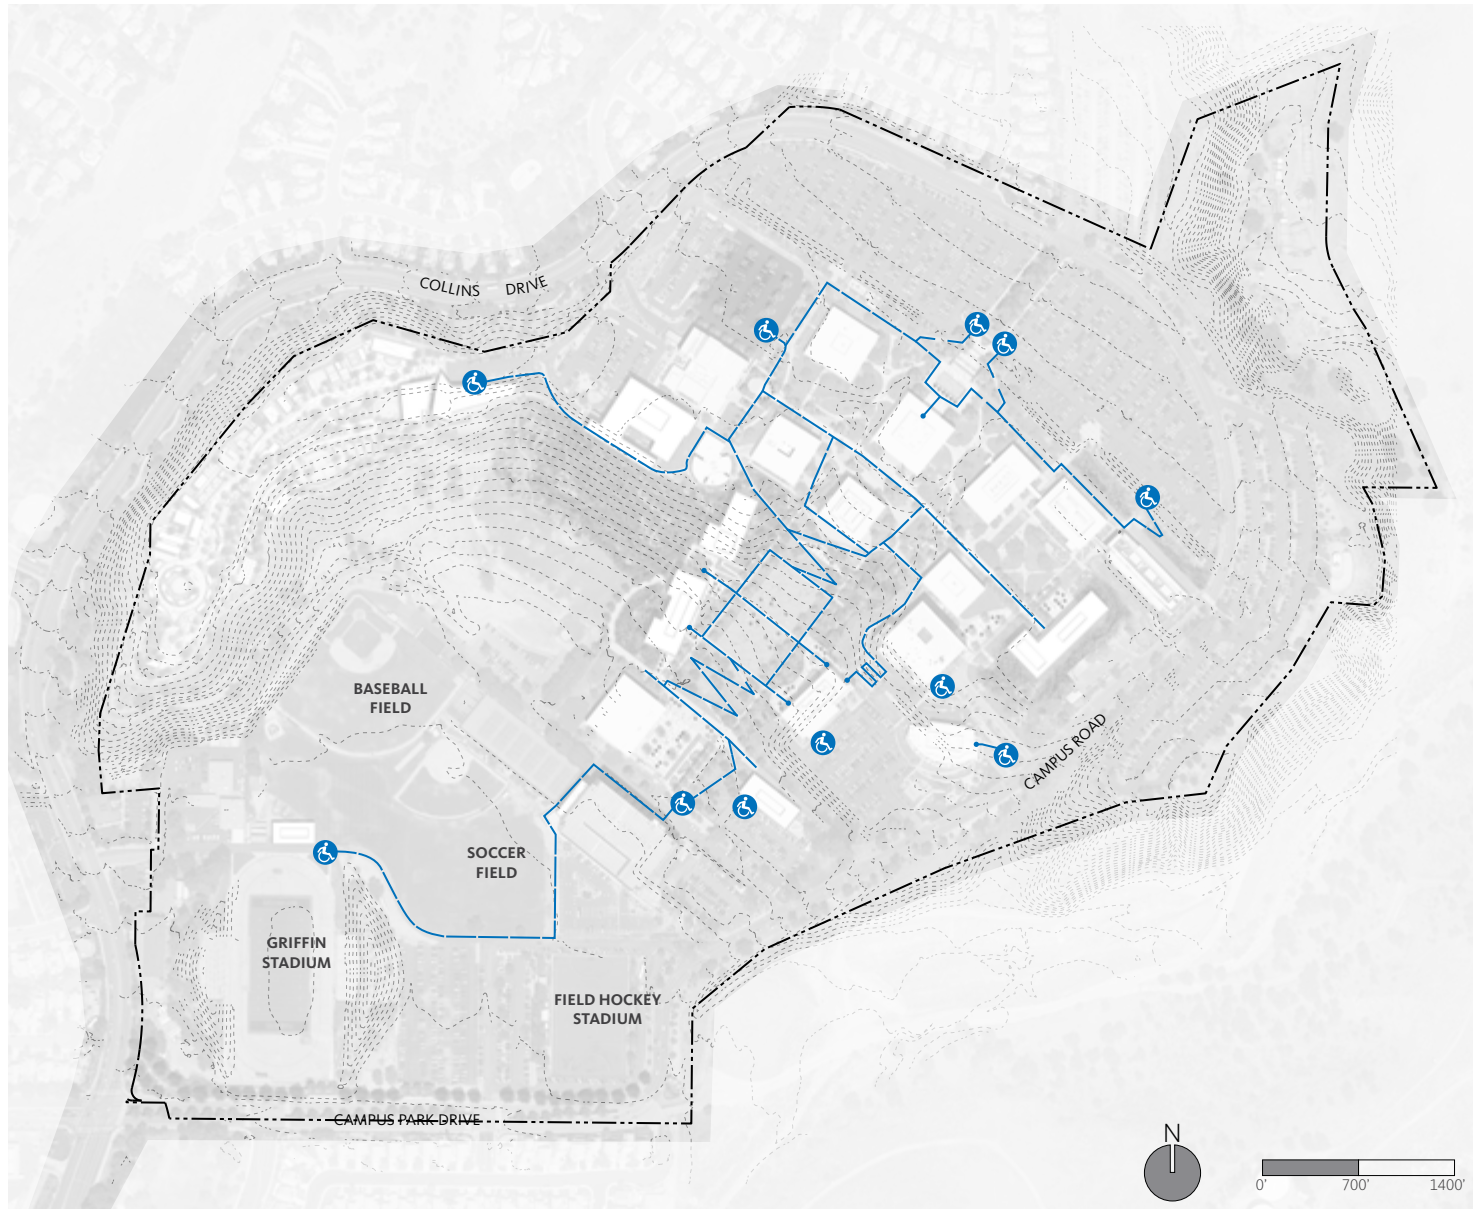 COLLINS DRIVE
BASEBALL
FIELD
CAMPUS ROAD
SOCCER
FIELD
GRIFFIN
STADIUM
FIELD HOCKEY
STADIUM
CAMPUS PARK DRIVE
N
0' 700' 1400'